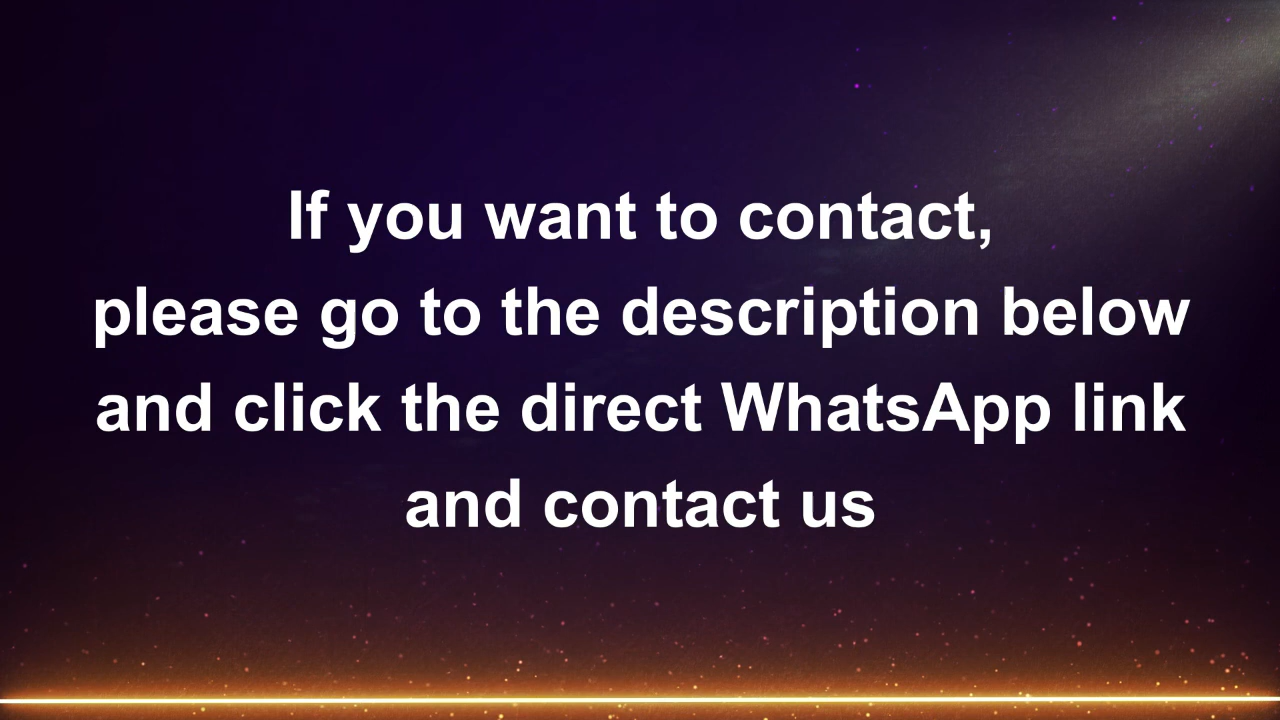 If you want to contact,
please go to the description below
and click the direct WhatsApp link
and contact us